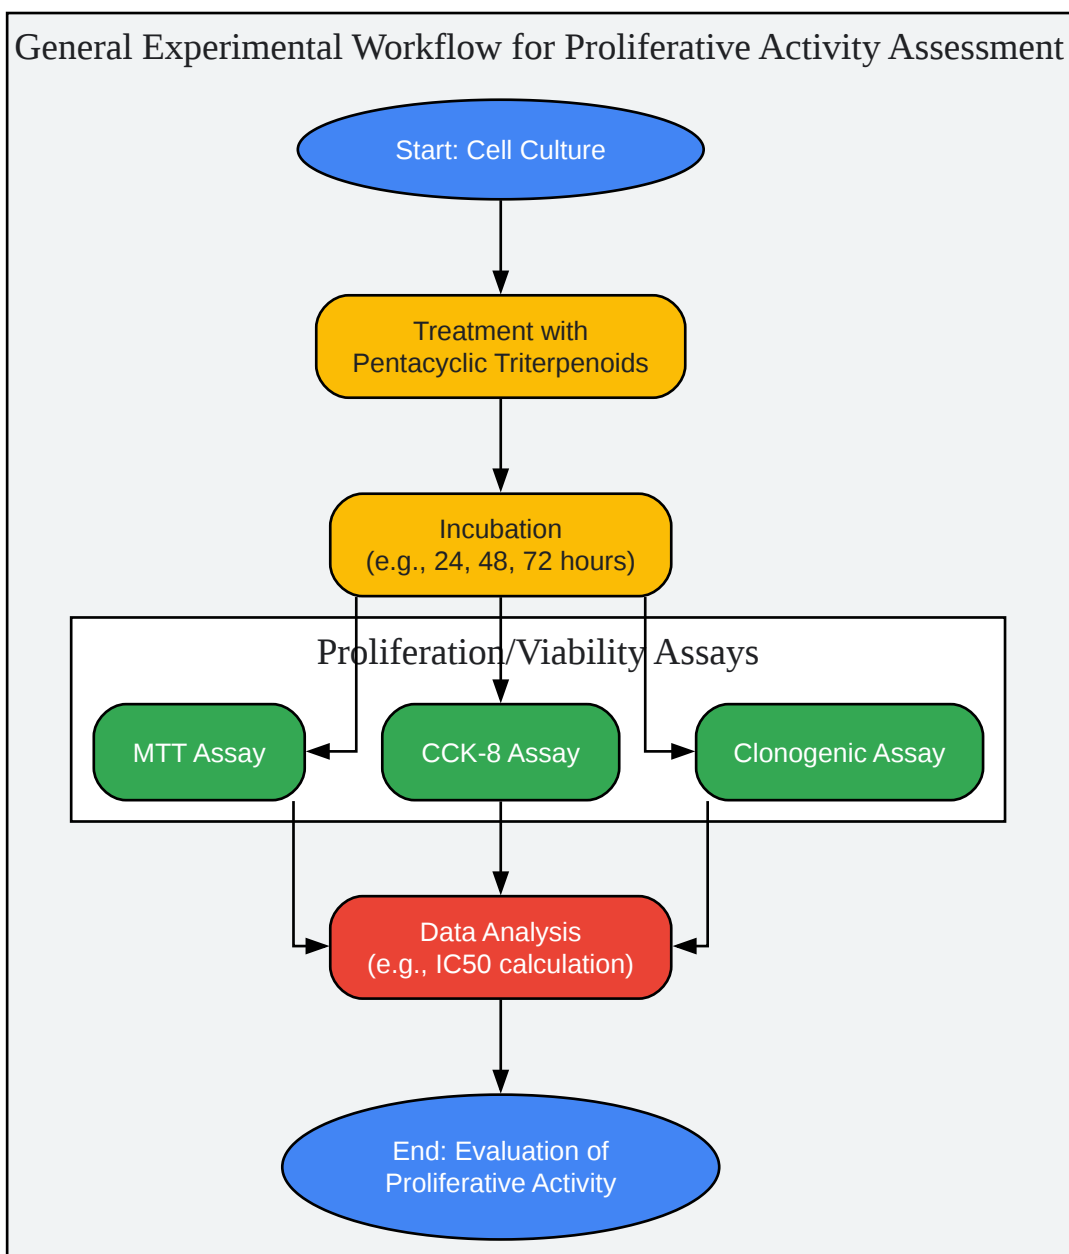 General Experimental Workflow for Proliferative Activity Assessment
Start: Cell Culture
Treatment with
Pentacyclic Triterpenoids
Incubation
(e.g., 24, 48, 72 hours)
Proliferation/Viability Assays
MTT Assay
CCK-8 Assay
Clonogenic Assay
Data Analysis
(e.g., IC50 calculation)
End: Evaluation of
Proliferative Activity